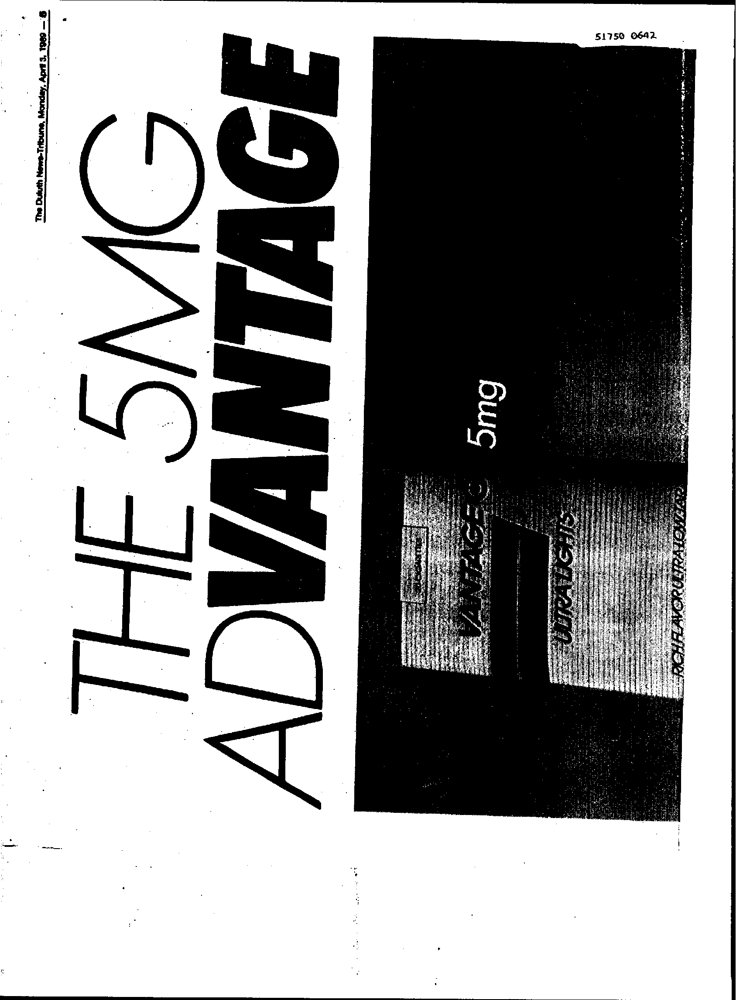 The Duluth News-Tribune, Monday, April 3, 1989 — 5
51750 0642
THE 5MG
ADVANTAGE
VANTAGE 5mg
ULTRA LIGHTS
RICH FLAVOR ULTRA LOW TAR